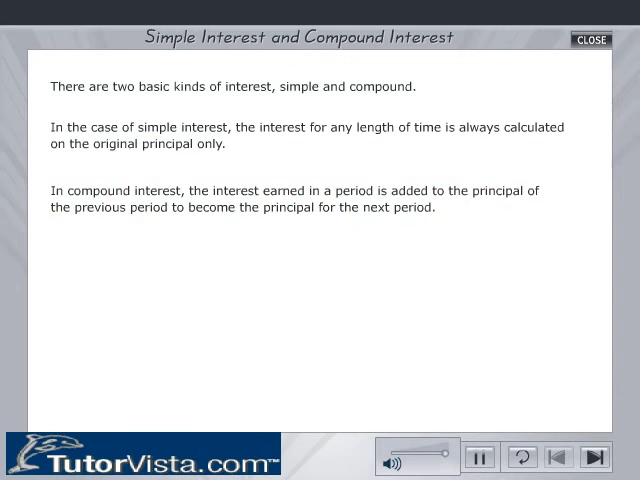 Simple Interest and Compound Interest
CLOSE
There are two basic kinds of interest, simple and compound.
In the case of simple interest, the interest for any length of time is always calculated
on the original principal only.
In compound interest, the interest earned in a period is added to the principal of
the previous period to become the principal for the next period.
TutorVista.com™